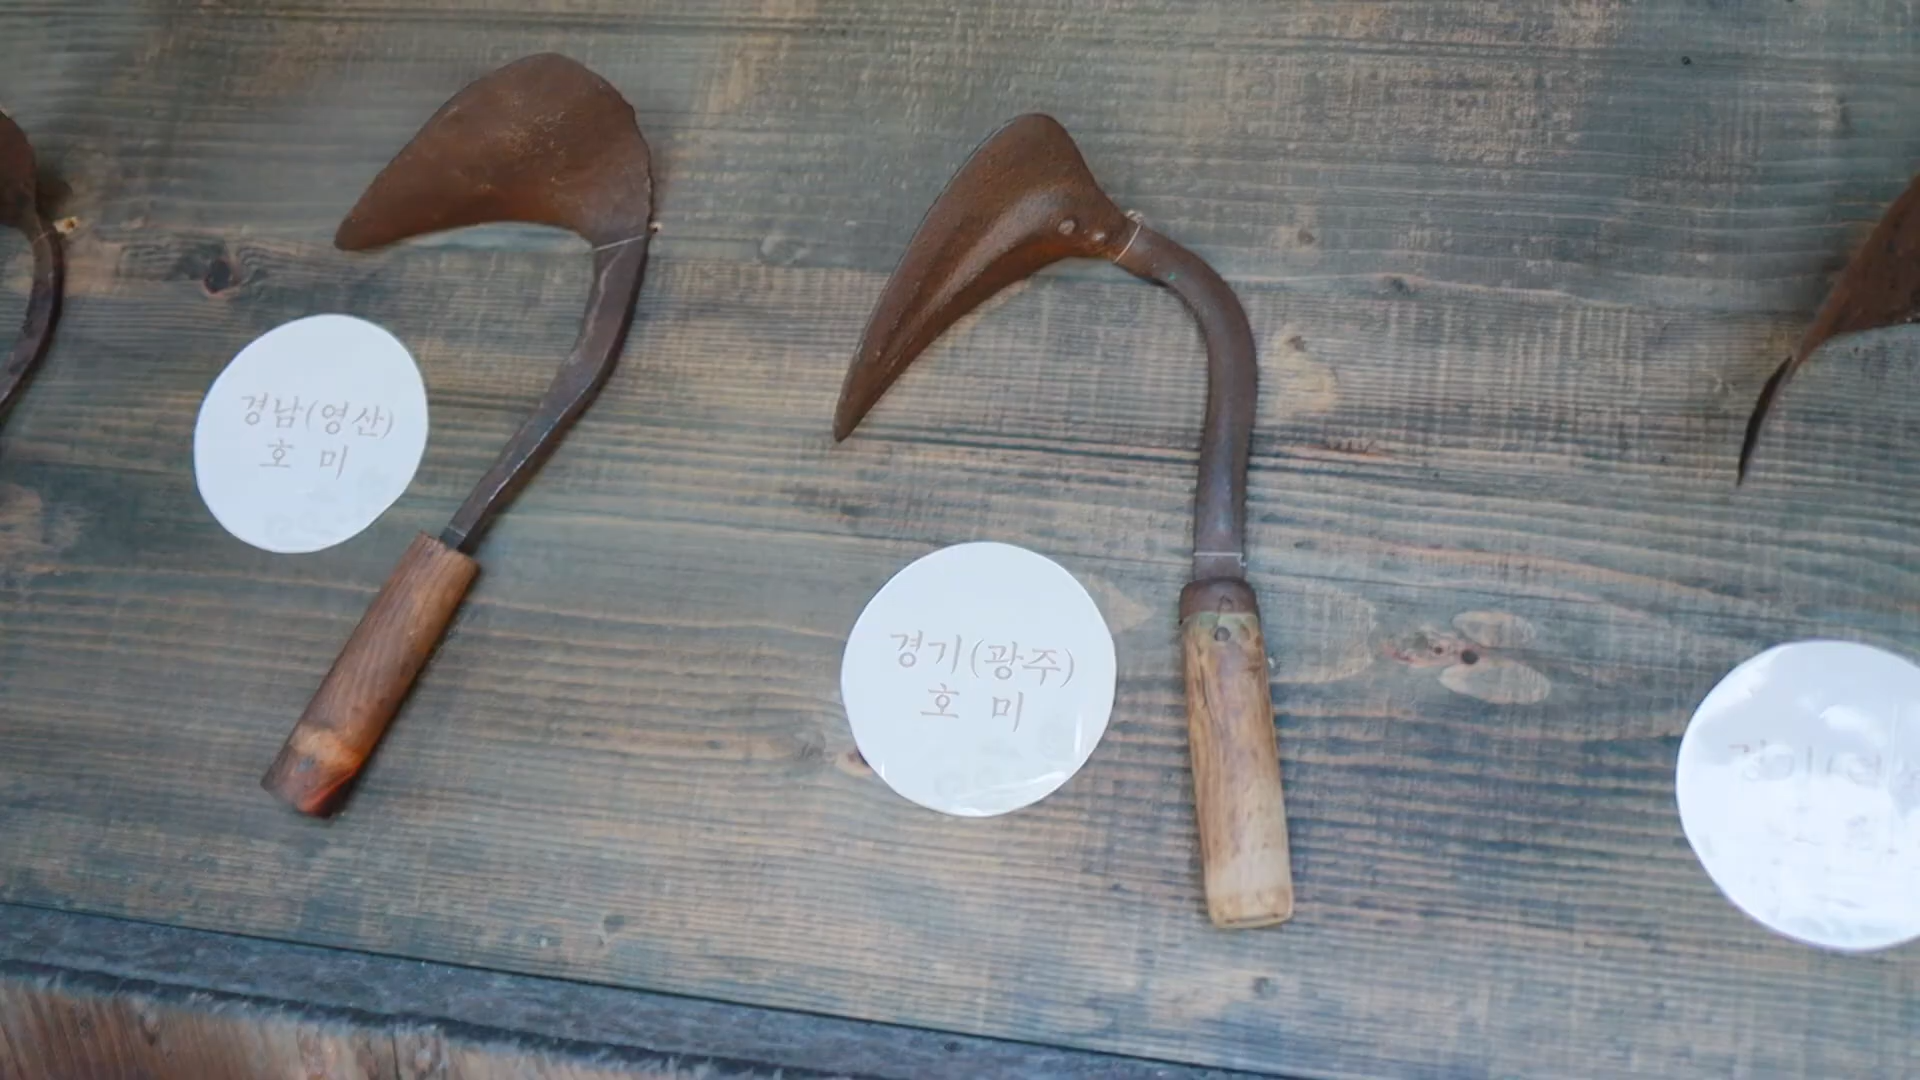 경남(영산)
호 미
경기(광주)
호 미